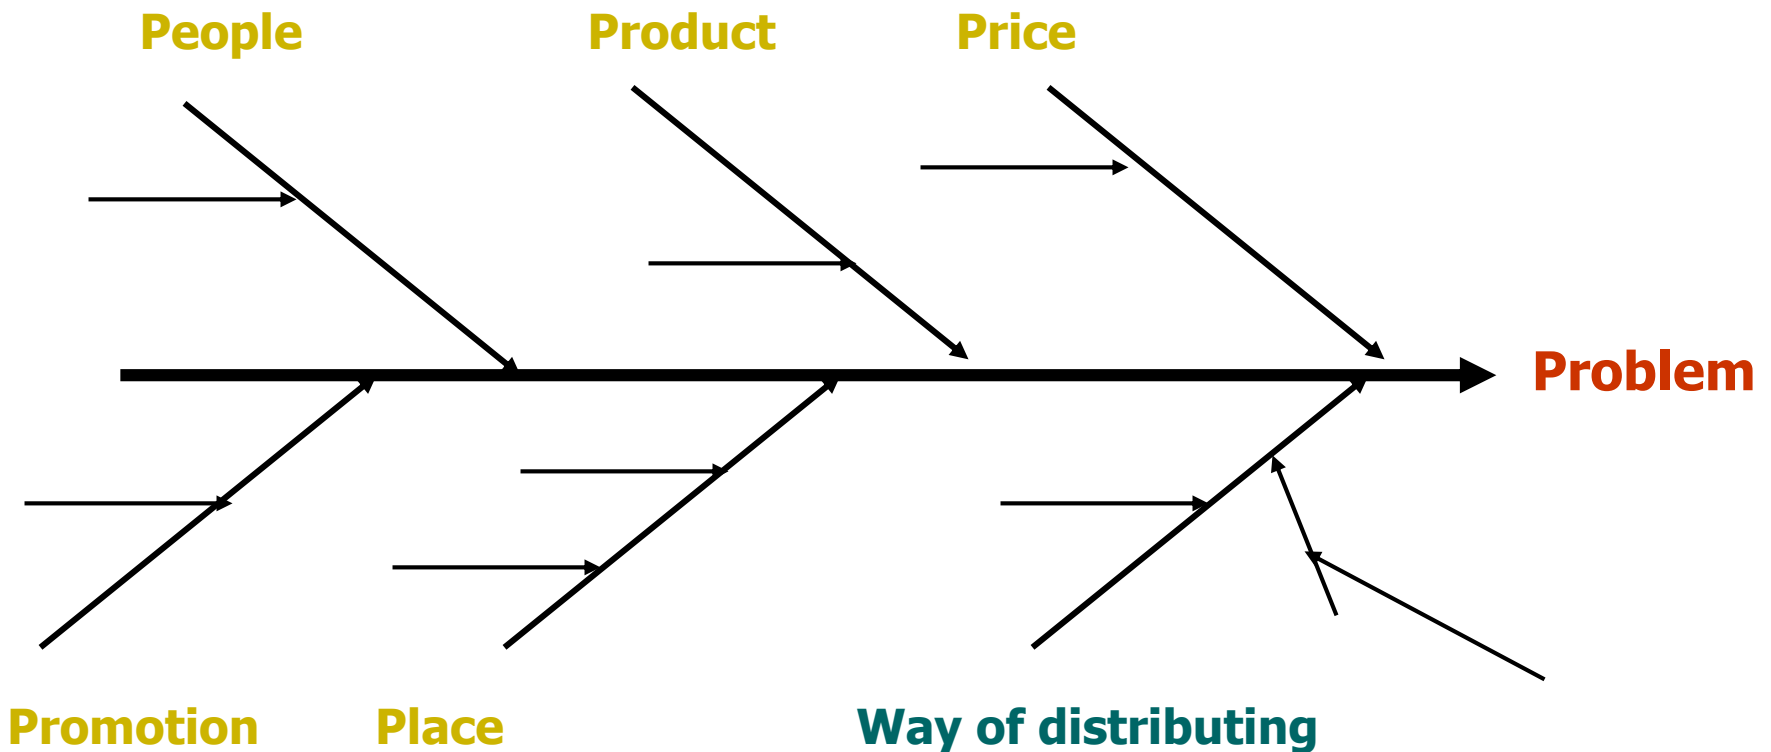 People
Product
Price
Problem
Promotion
Place
Way of distributing